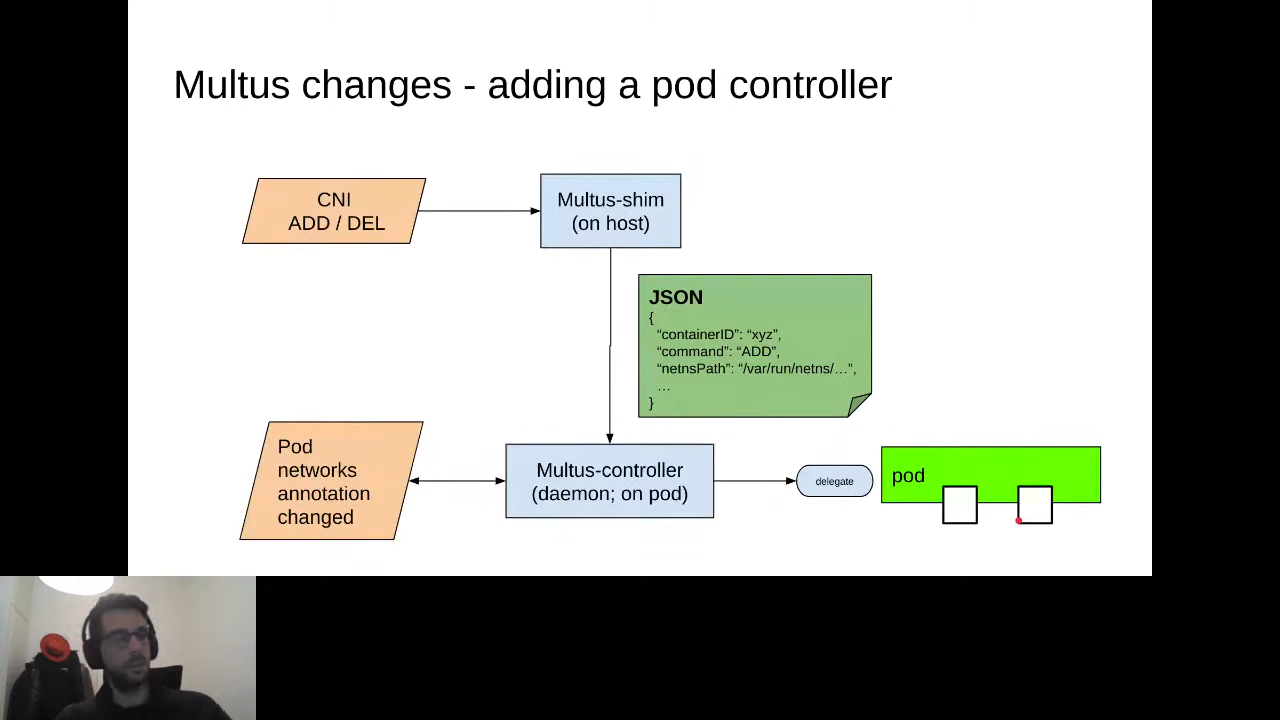 Multus changes - adding a pod controller
CNI
ADD / DEL
Multus-shim
(on host)
JSON
{
“containerID”: “xyz”,
“command”: “ADD”,
“netnsPath”: “/var/run/netns/…”,
…
}
Pod
networks
annotation
changed
Multus-controller
(daemon; on pod)
delegate
pod